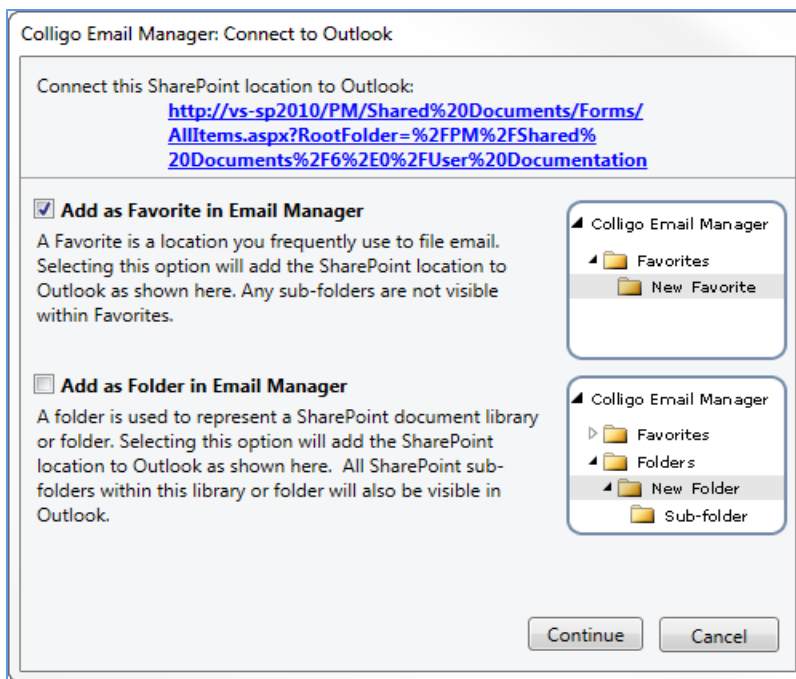 Colligo Email Manager: Connect to Outlook
Connect this SharePoint location to Outlook:
http://vs-sp2010/PM/Shared%20Documents/Forms/
AllItems.aspx?RootFolder=%2FPM%2FShared%
20Documents%2F6%2E0%2FUser%20Documentation
Add as Favorite in Email Manager
A Favorite is a location you frequently use to file email.
Selecting this option will add the SharePoint location to
Outlook as shown here. Any sub-folders are not visible
within Favorites.
Colligo Email Manager
Favorites
New Favorite
Add as Folder in Email Manager
A folder is used to represent a SharePoint document library
or folder. Selecting this option will add the SharePoint
location to Outlook as shown here.  All SharePoint sub-
folders within this library or folder will also be visible in
Outlook.
Colligo Email Manager
Favorites
Folders
New Folder
Sub-folder
Continue
Cancel